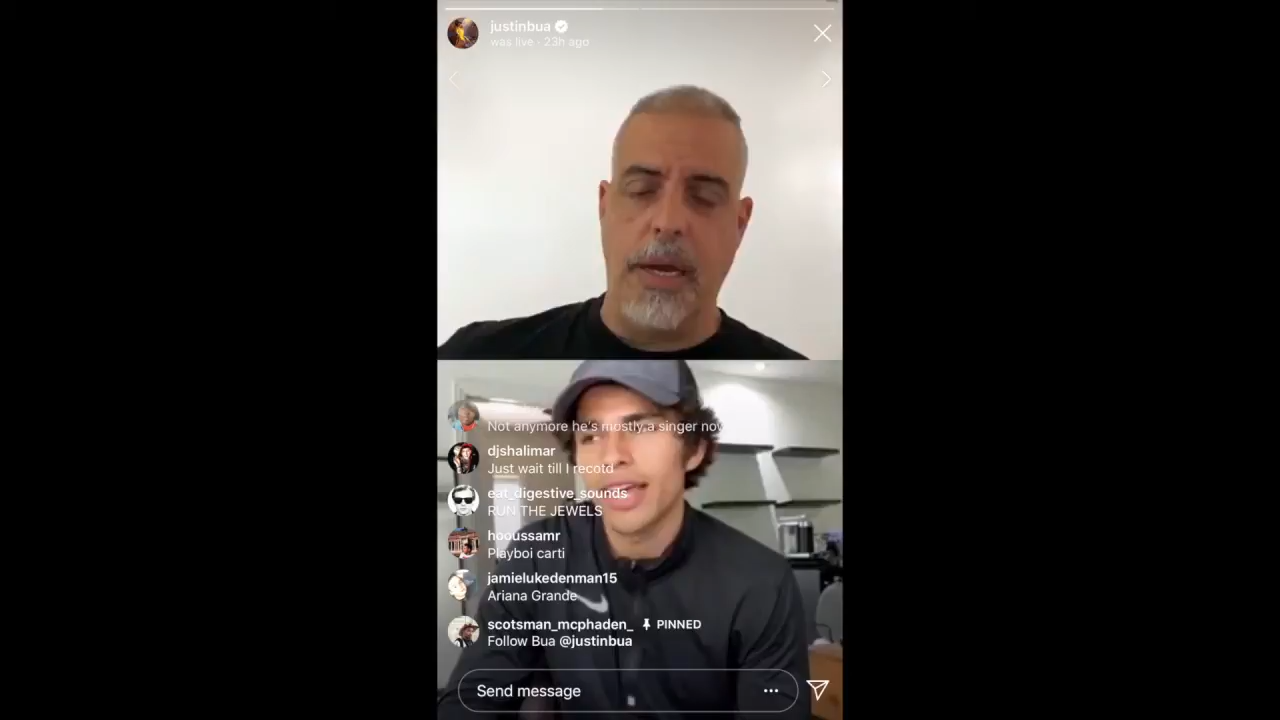 justinbua
was live · 23h ago
Not anymore he's mostly a singer now
djshalimar
Just wait till I recotd
eat_digestive_sounds
RUN THE JEWELS
hooussamr
Playboi carti
jamielukedenman15
Ariana Grande
scotsman_mcphaden_ PINNED
Follow Bua @justinbua
Send message